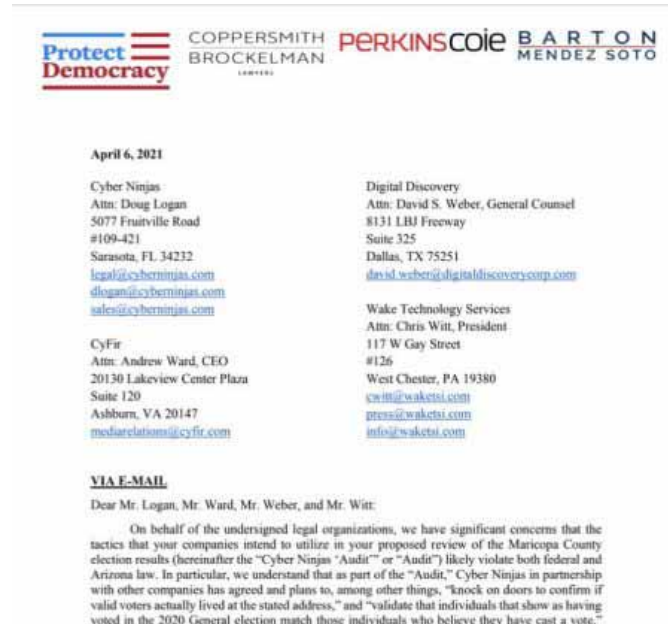 Protect
Democracy
COPPERSMITH
BROCKELMAN
LAWYERS
PERKINSCOIE
BARTON
MENDEZ SOTO
April 6, 2021
Cyber Ninjas
Attn: Doug Logan
5077 Fruitville Road
#109-421
Sarasota, FL 34232
legal@cyberninjas.com
dlogan@cyberninjas.com
sales@cyberninjas.com
CyFir
Attn: Andrew Ward, CEO
20130 Lakeview Center Plaza
Suite 120
Ashburn, VA 20147
mediarelations@cyfir.com
Digital Discovery
Attn: David S. Weber, General Counsel
8131 LBJ Freeway
Suite 325
Dallas, TX 75251
david.weber@digitaldiscoverycorp.com
Wake Technology Services
Attn: Chris Witt, President
117 W Gay Street
#126
West Chester, PA 19380
cwitt@waketsi.com
press@waketsi.com
info@waketsi.com
VIA E-MAIL
Dear Mr. Logan, Mr. Ward, Mr. Weber, and Mr. Witt:
On behalf of the undersigned legal organizations, we have significant concerns that the
tactics that your companies intend to utilize in your proposed review of the Maricopa County
election results (hereinafter the “Cyber Ninjas ‘Audit’” or “Audit”) likely violate both federal and
Arizona law. In particular, we understand that as part of the “Audit,” Cyber Ninjas in partnership
with other companies has agreed and plans to, among other things, “knock on doors to confirm if
valid voters actually lived at the stated address,” and “validate that individuals that show as having
voted in the 2020 General election match those individuals who believe they have cast a vote.”